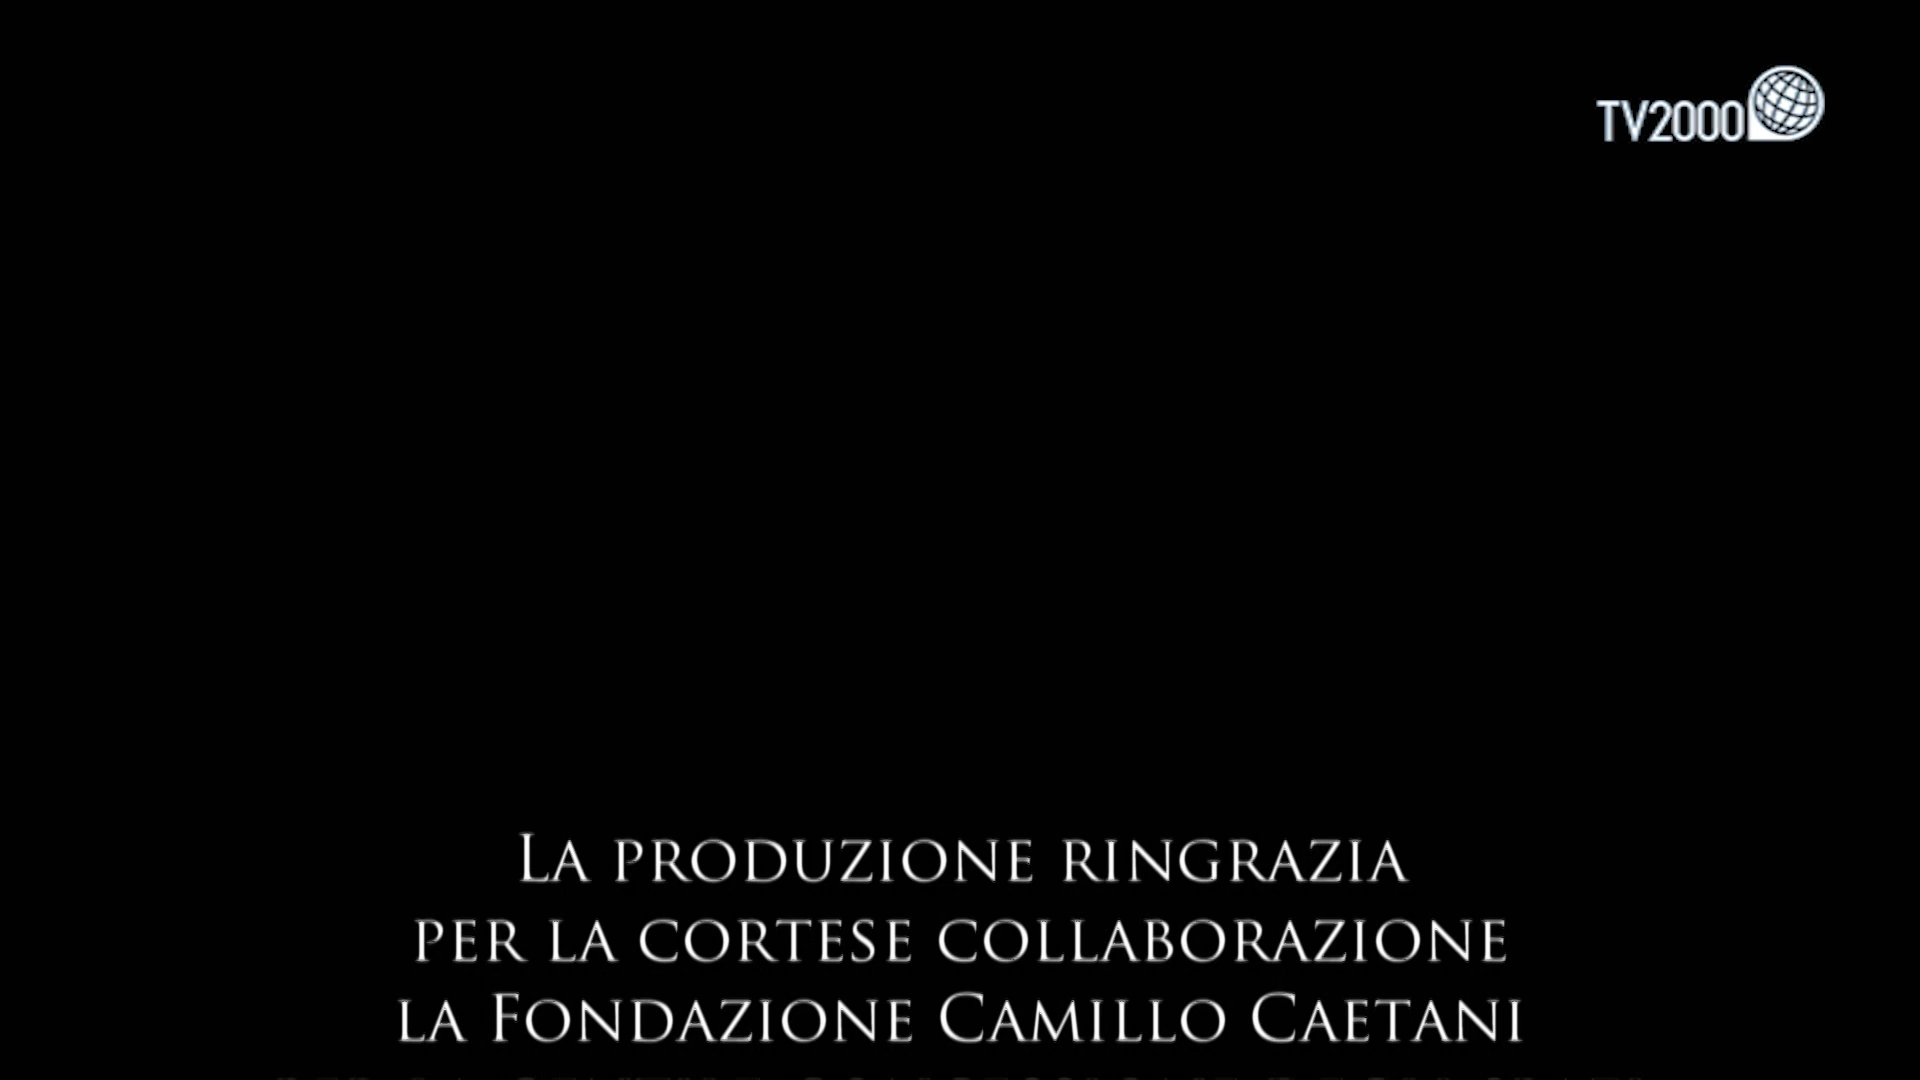 TV2000
La produzione ringrazia
per la cortese collaborazione
la Fondazione Camillo Caetani